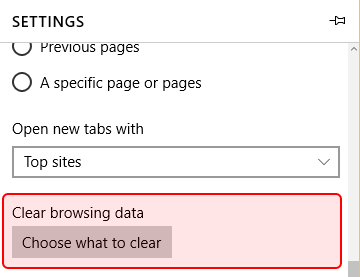 SETTINGS
Previous pages
A specific page or pages
Open new tabs with
Top sites
Clear browsing data
Choose what to clear